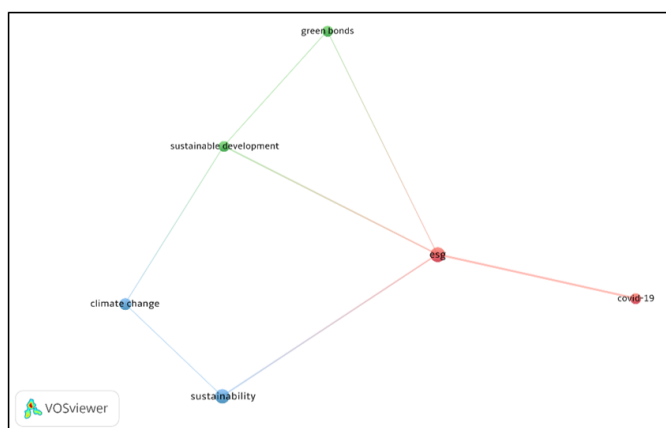 green bonds
sustainable development
esg
covid-19
climate change
sustainability
VOSviewer